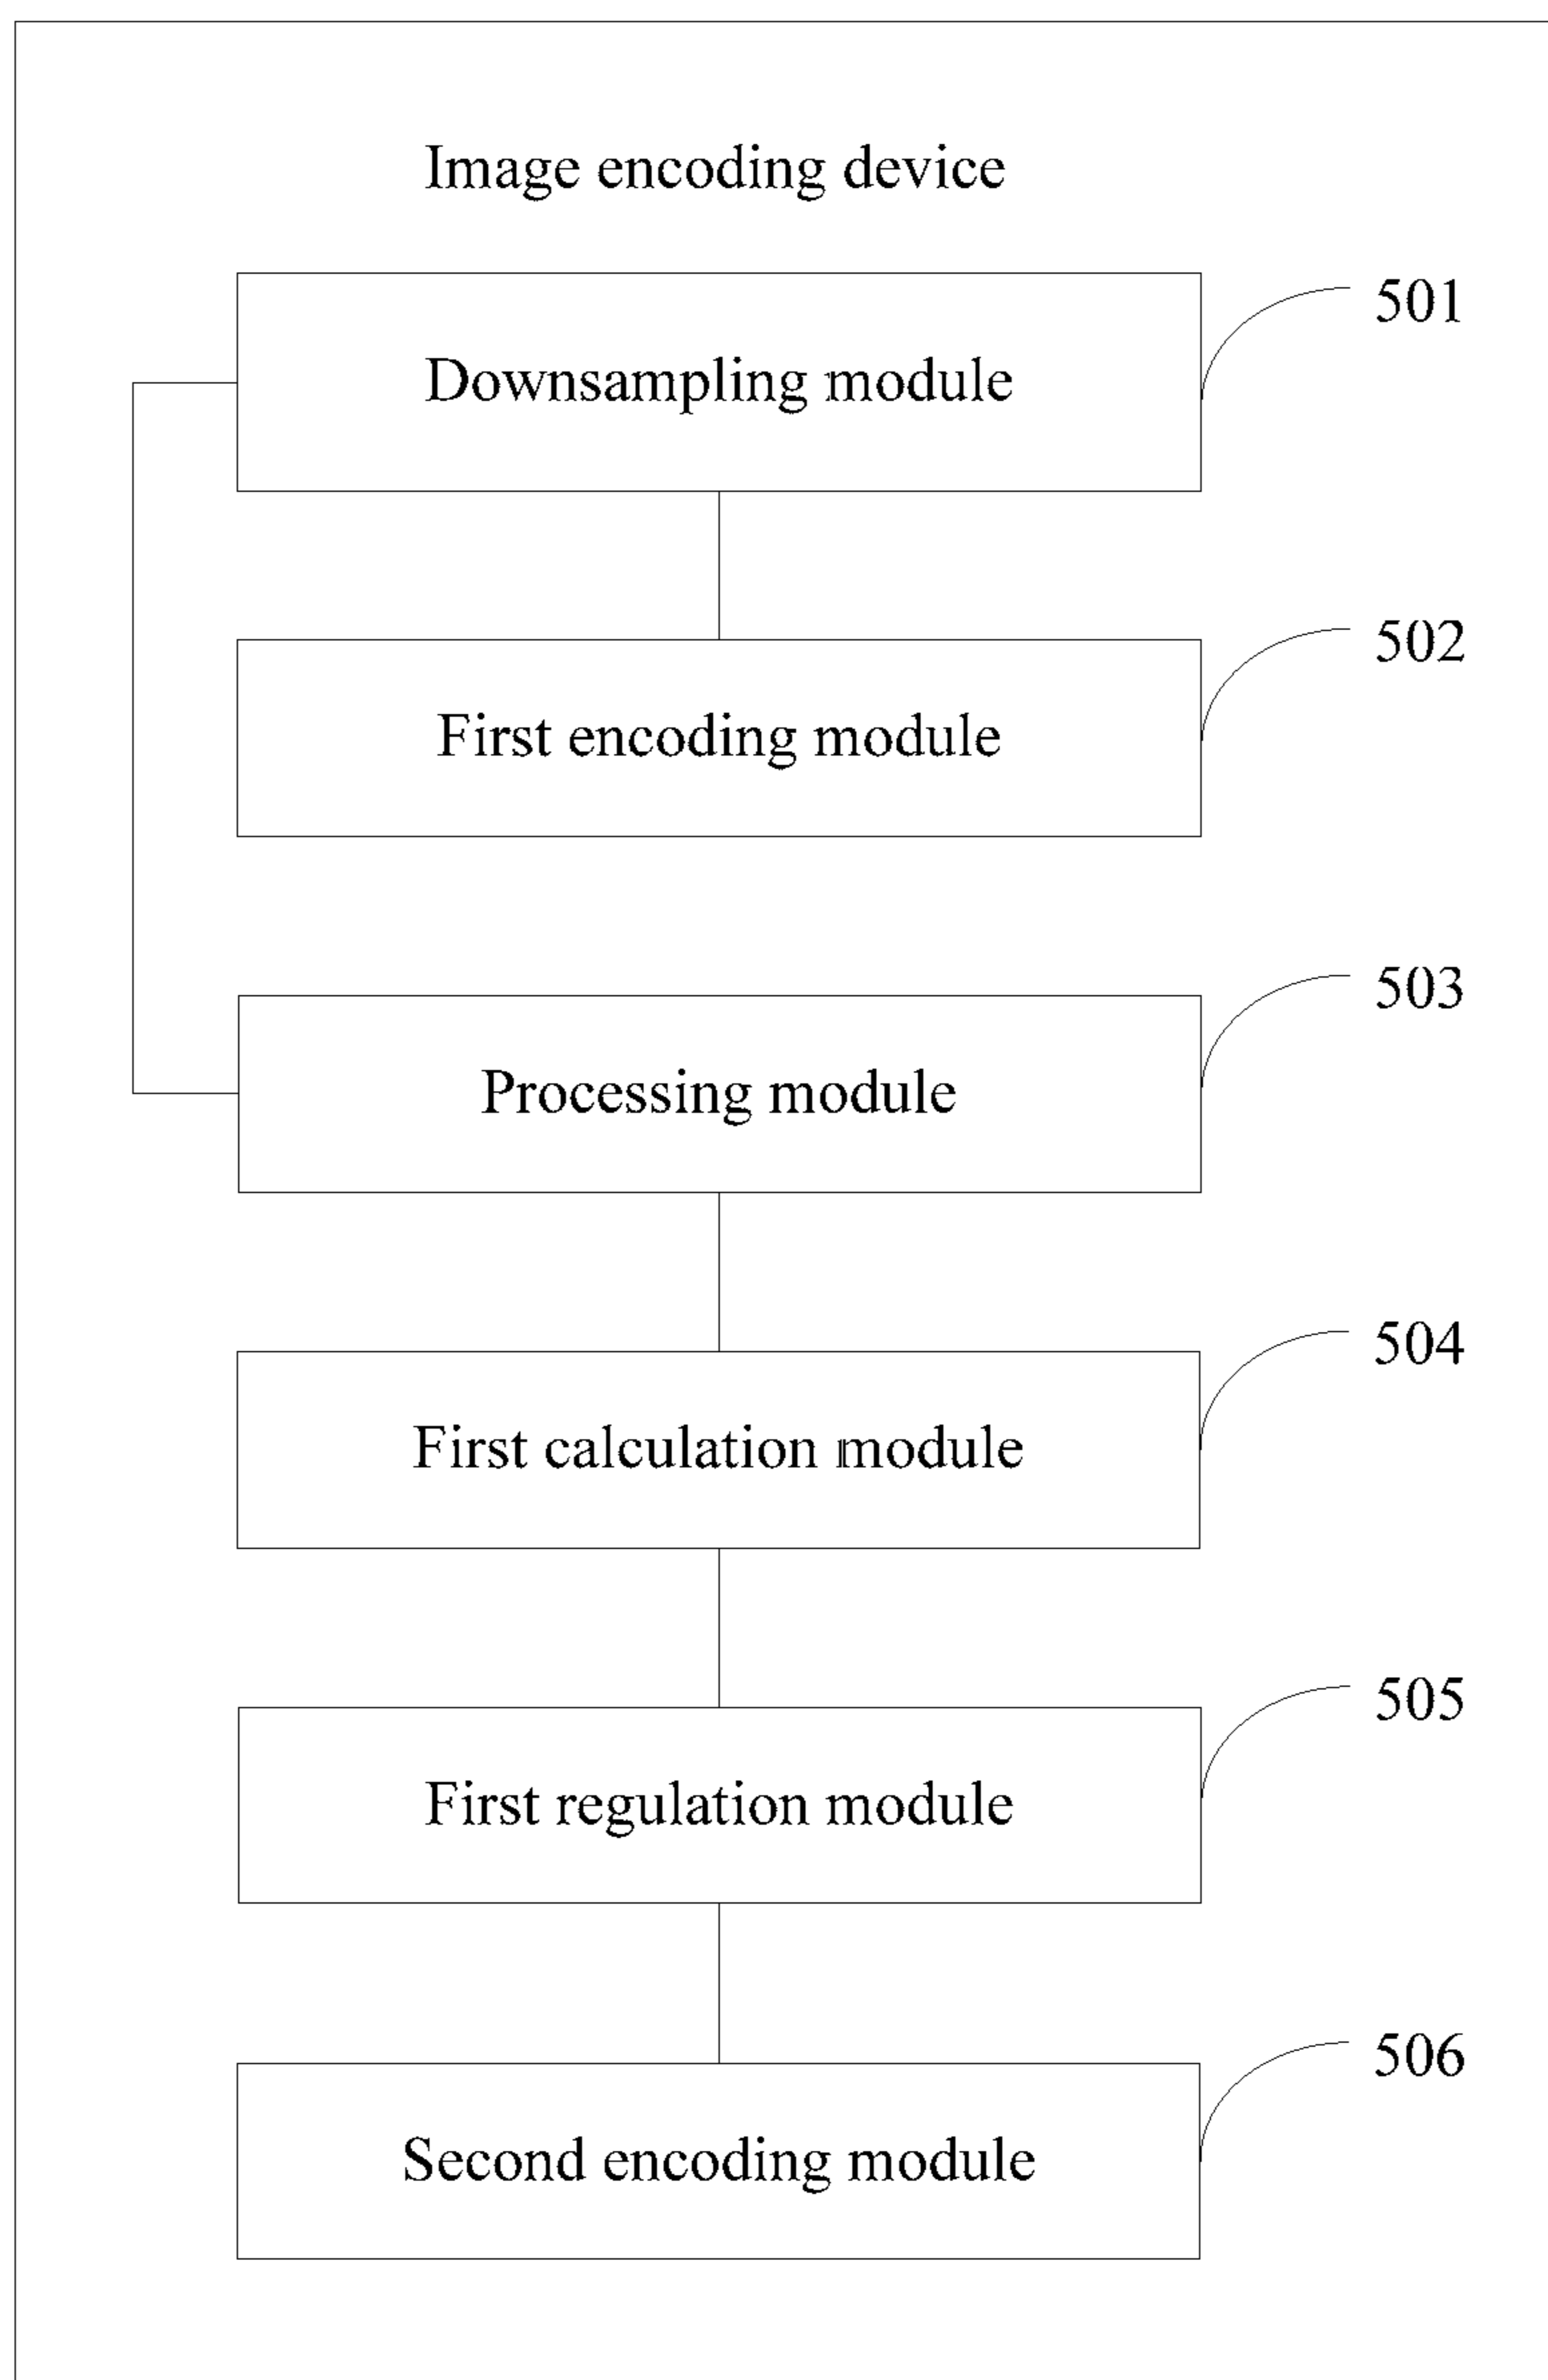 Image encoding device
501
Downsampling module
502
First encoding module
503
Processing module
504
First calculation module
505
First regulation module
506
Second encoding module